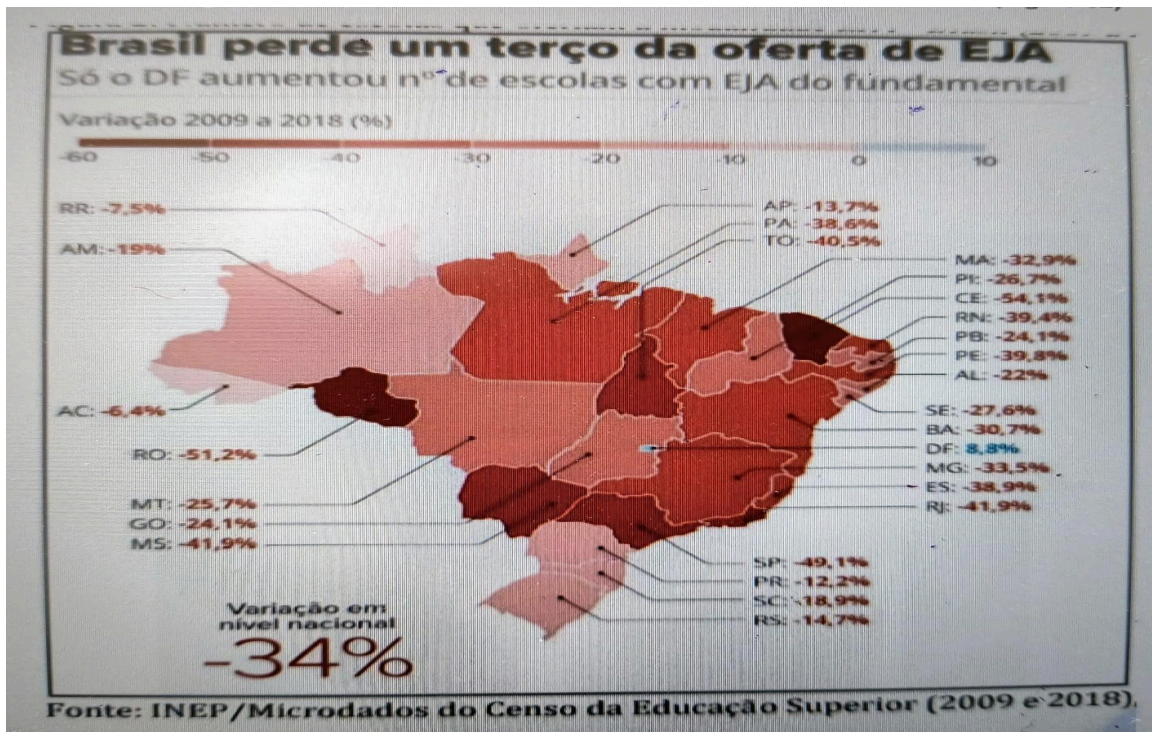 Brasil perde um terço da oferta de EJA
Só o DF aumentou nº de escolas com EJA do fundamental
Variação 2009 a 2018 (%)
-60 -50 -40 -30 -20 -10 0 10
RR: -7,5%
AM: -19%
AC: -6,4%
RO: -51,2%
MT: -25,7%
GO: -24,1%
MS: -41,9%
AP: -13,7%
PA: -38,6%
TO: -40,5%
MA: -32,9%
PI: -26,7%
CE: -54,1%
RN: -39,4%
PB: -24,1%
PE: -39,8%
AL: -22%
SE: -27,6%
BA: -30,7%
DF: 8,8%
MG: -33,5%
ES: -38,9%
RJ: -41,9%
SP: -49,1%
PR: -12,2%
SC: -18,9%
RS: -14,7%
Variação em
nível nacional
-34%
Fonte: INEP/Microdados do Censo da Educação Superior (2009 e 2018),